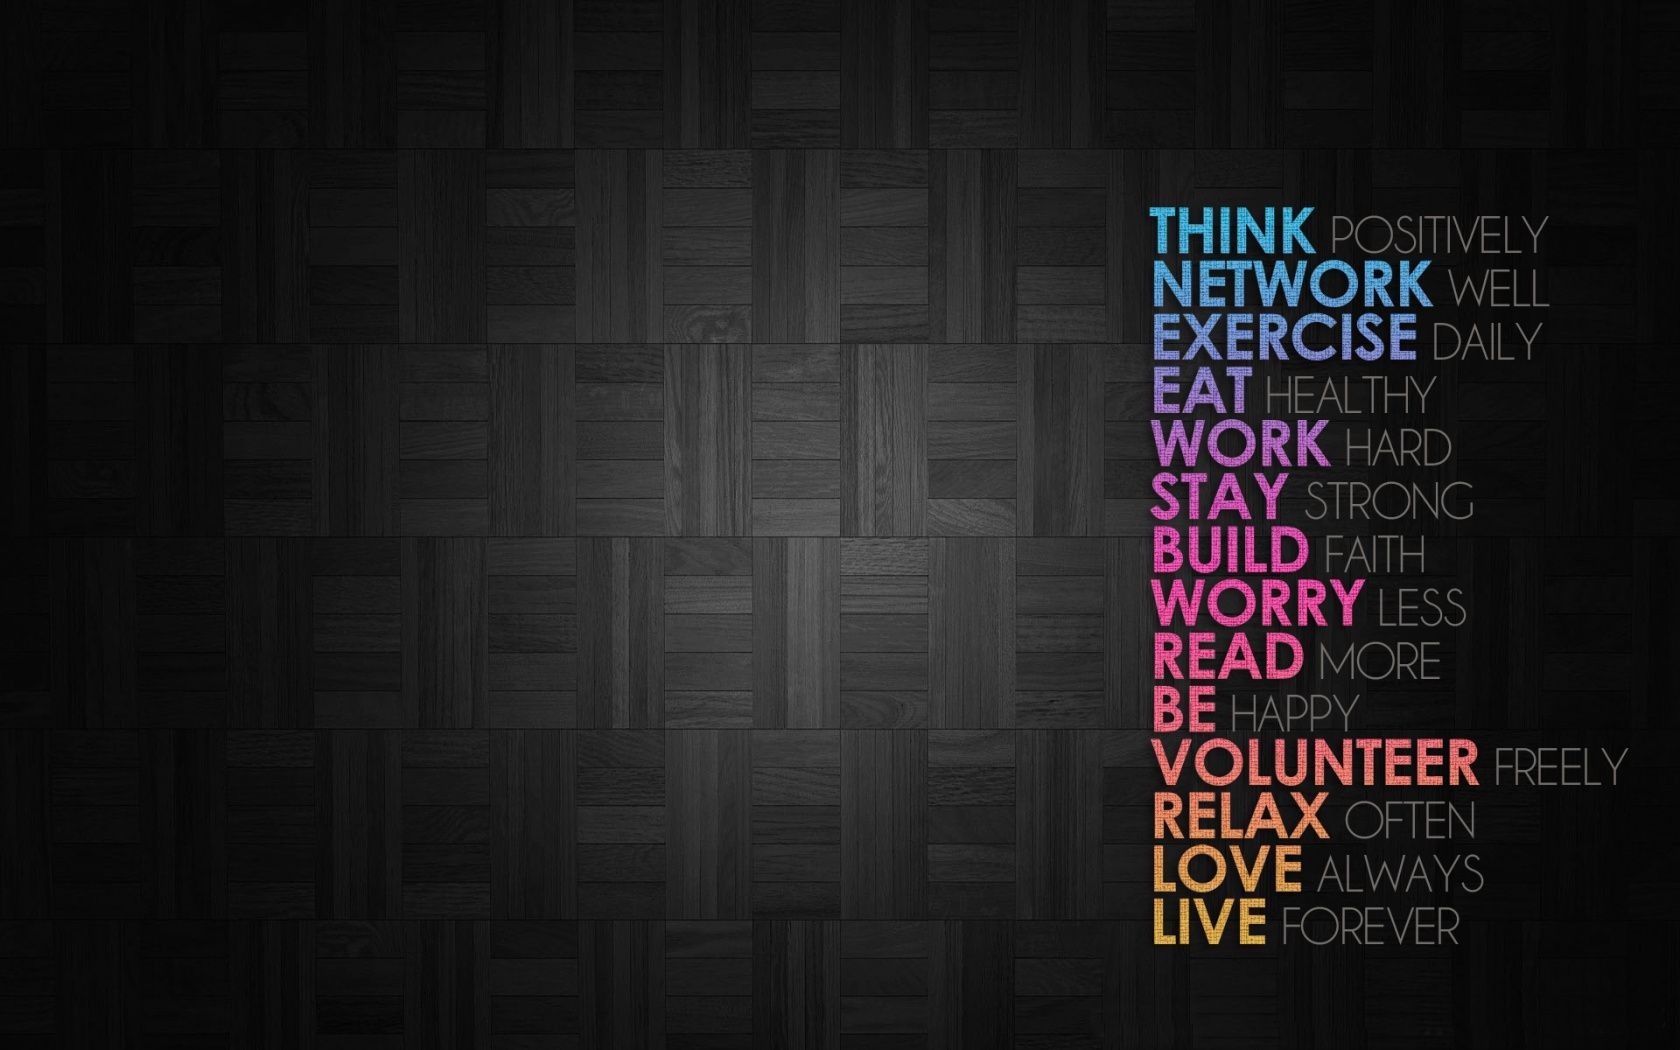 THINK POSITIVELY
NETWORK WELL
EXERCISE DAILY
EAT HEALTHY
WORK HARD
STAY STRONG
BUILD FAITH
WORRY LESS
READ MORE
BE HAPPY
VOLUNTEER FREELY
RELAX OFTEN
LOVE ALWAYS
LIVE FOREVER